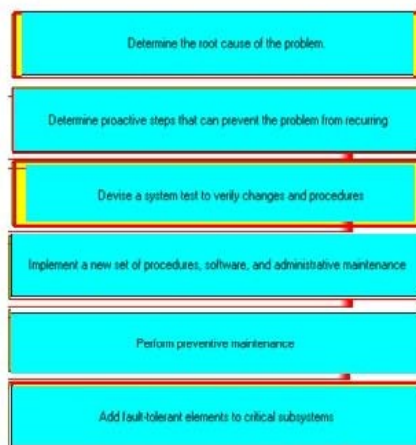 Determine the root cause of the problem.
Determine proactive steps that can prevent the problem from recurring
Devise a system test to verily changes and procedures
Implement a new set of procedures, software, and administrative maintenance
Perform preventive maintenance
Add fault-tolerant elements to critical subsystems